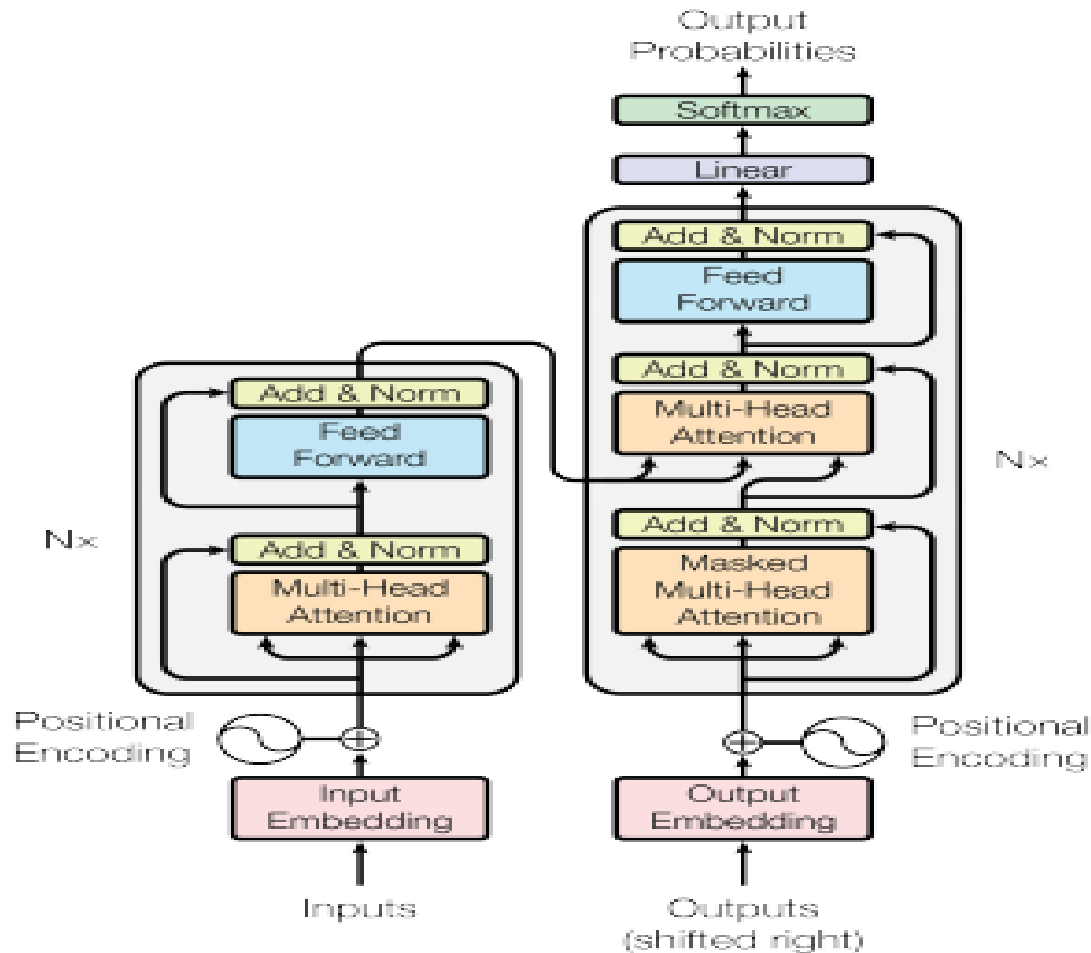 Output
Probabilities
Softmax
Linear
Add & Norm
Feed
Forward
Add & Norm
Multi-Head
Attention
Nx
Add & Norm
Masked
Multi-Head
Attention
Add & Norm
Feed
Forward
Nx
Add & Norm
Multi-Head
Attention
Positional
Encoding
Positional
Encoding
Input
Embedding
Output
Embedding
Inputs
Outputs
(shifted right)